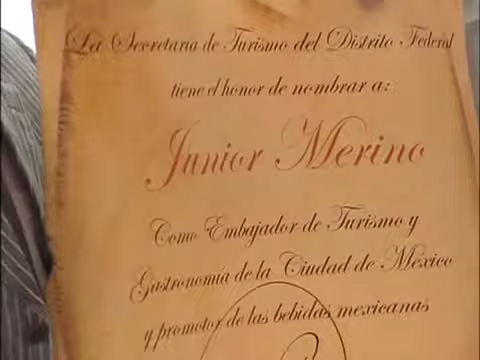 La Secretaria de Turismo del Distrito Federal
tiene el honor de nombrar a:
Junior Merino
Como Embajador de Turismo y
Gastronomía de la Ciudad de México
y promotor de las bebidas mexicanas